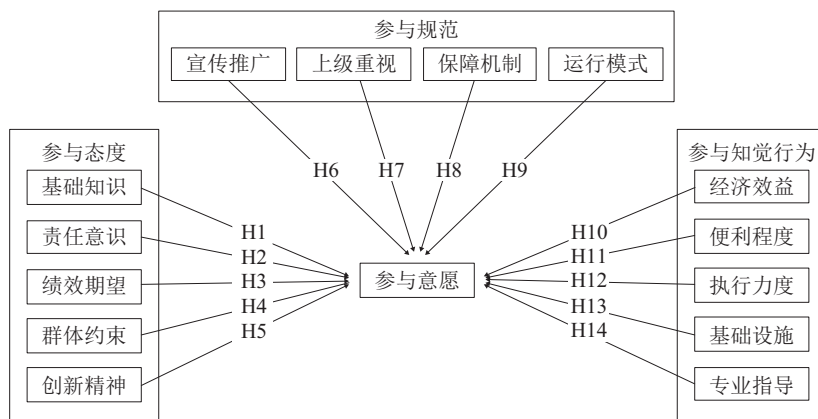 参与规范
宣传推广 上级重视 保障机制 运行模式
H6 H7 H8 H9
参与态度
基础知识
责任意识
绩效期望
群体约束
创新精神
H1
H2
H3
H4
H5
参与意愿
H10
H11
H12
H13
H14
参与知觉行为
经济效益
便利程度
执行力度
基础设施
专业指导